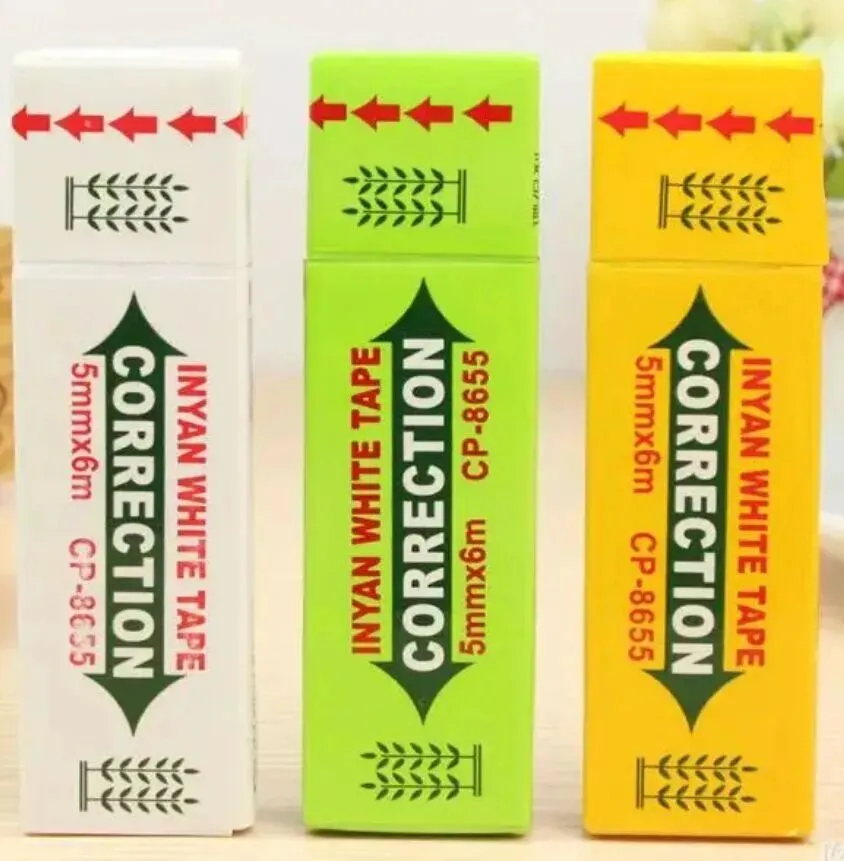 INYAN WHITE TAPE
CORRECTION
5mmx6m CP-8655
INYAN WHITE TAPE
CORRECTION
5mmx6m CP-8655
INYAN WHITE TAPE
CORRECTION
5mmx6m CP-8655